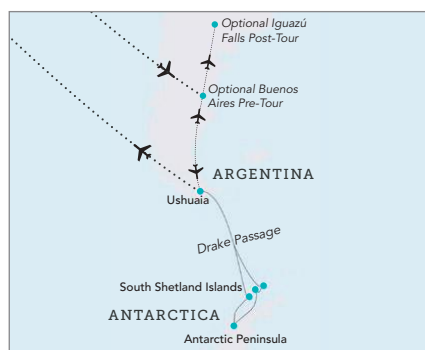 Optional Iguazú
Falls Post-Tour
Optional Buenos
Aires Pre-Tour
ARGENTINA
Ushuaia
Drake Passage
South Shetland Islands
ANTARCTICA
Antarctic Peninsula